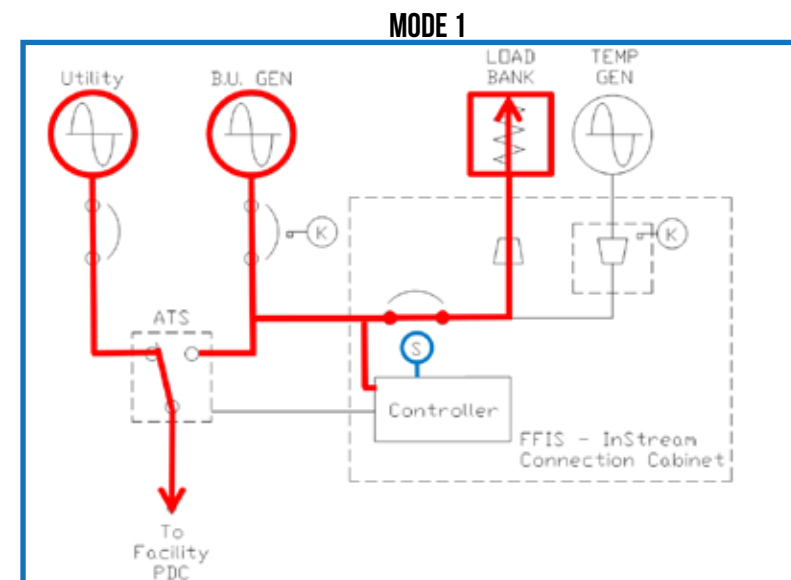 MODE 1
Utility
B.U. GEN
LOAD
BANK
TEMP
GEN
K
K
ATS
S
Controller
FFIS - InStream
Connection Cabinet
To
Facility
PDC